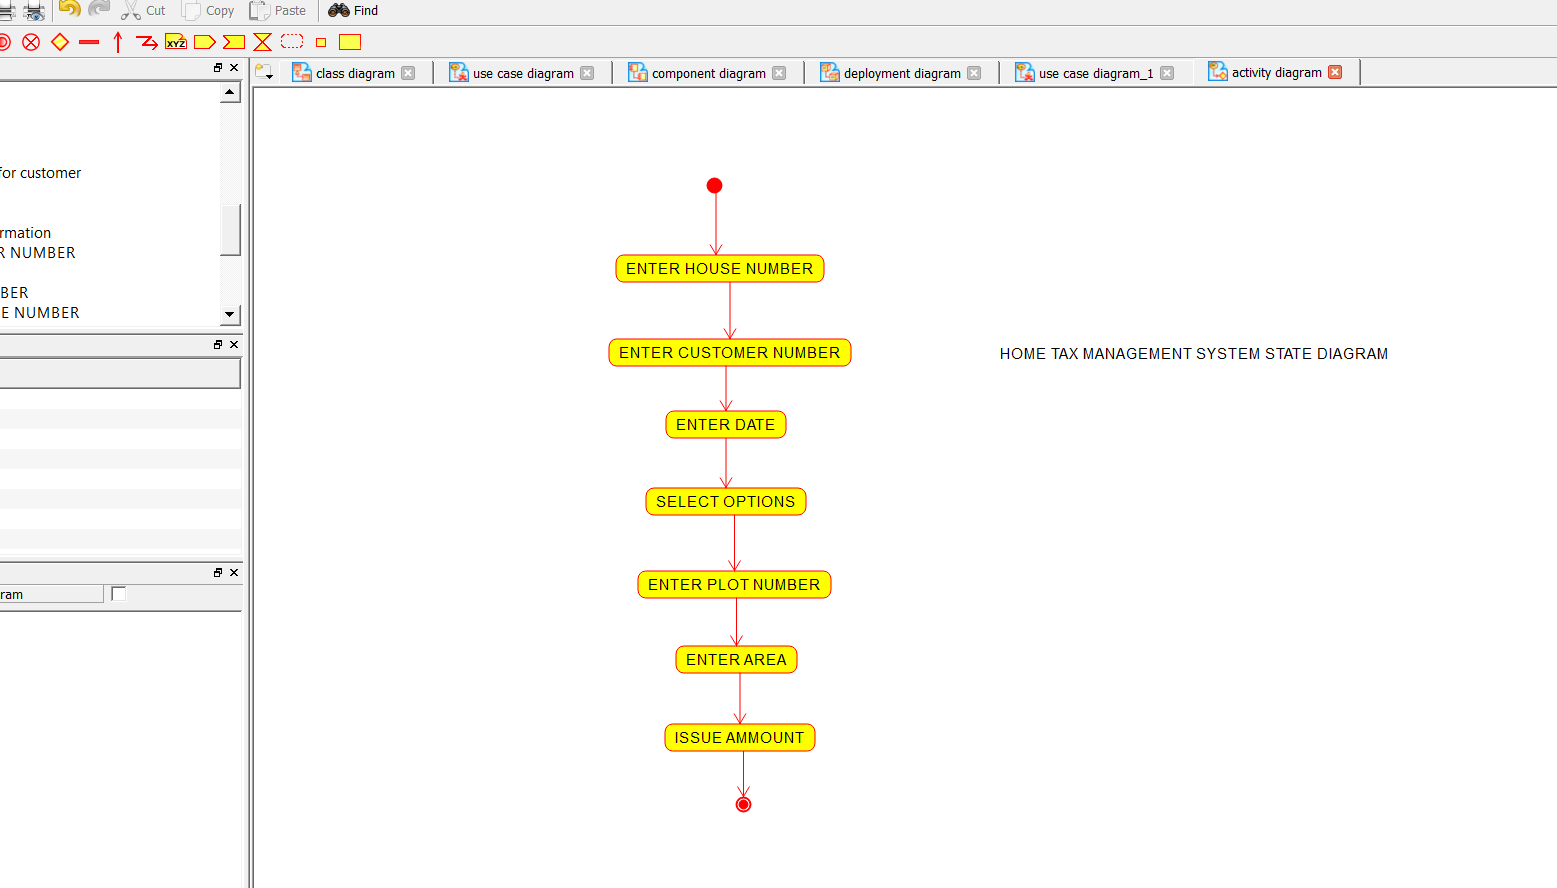 Cut Copy Paste Find
XYZ
class diagram use case diagram component diagram deployment diagram use case diagram_1 activity diagram
for customer
rmation
R NUMBER
BER
E NUMBER
ram
ENTER HOUSE NUMBER
ENTER CUSTOMER NUMBER
HOME TAX MANAGEMENT SYSTEM STATE DIAGRAM
ENTER DATE
SELECT OPTIONS
ENTER PLOT NUMBER
ENTER AREA
ISSUE AMMOUNT